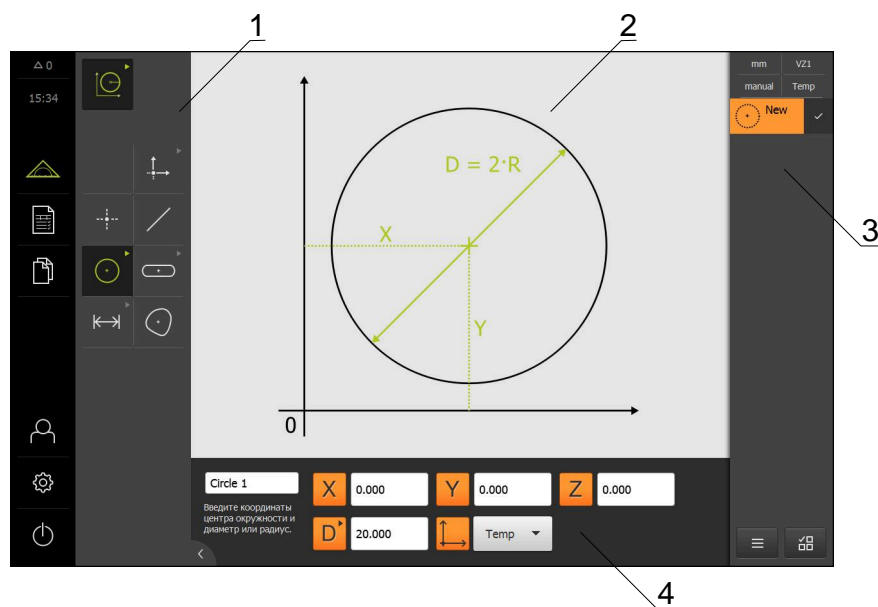 1
2
0
15:34
mm
VZ1
manual
Temp
New
3
D = 2·R
X
Y
0
Circle 1
X
0.000
Y
0.000
Z
0.000
Введите координаты
центра окружности и
диаметр или радиус.
D
20.000
Temp
4